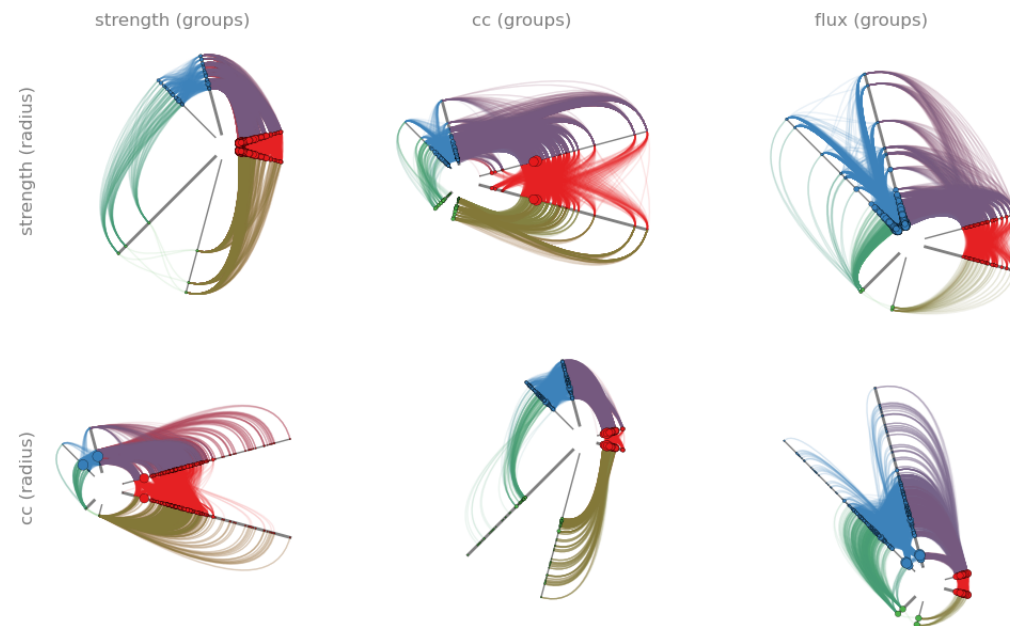 strength (groups)
cc (groups)
flux (groups)
strength (radius)
cc (radius)